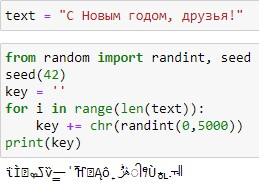 text = "С Новым годом, друзья!"
from random import randint, seed
seed(42)
key = ''
for i in range(len(text)):
    key += chr(randint(0,5000))
print(key)